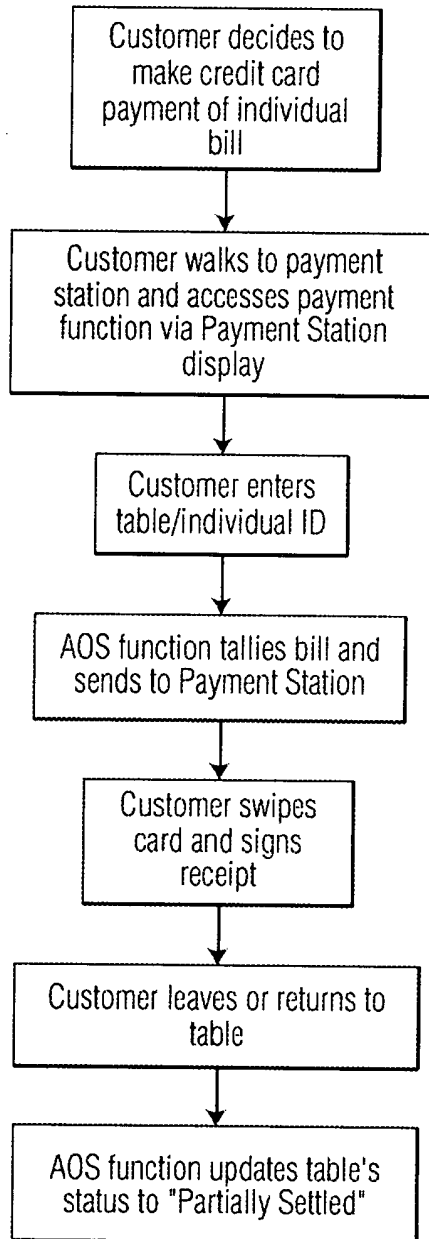 Customer decides to
make credit card
payment of individual
bill
Customer walks to payment
station and accesses payment
function via Payment Station
display
Customer enters
table/individual ID
AOS function tallies bill and
sends to Payment Station
Customer swipes
card and signs
receipt
Customer leaves or returns to
table
AOS function updates table's
status to "Partially Settled"